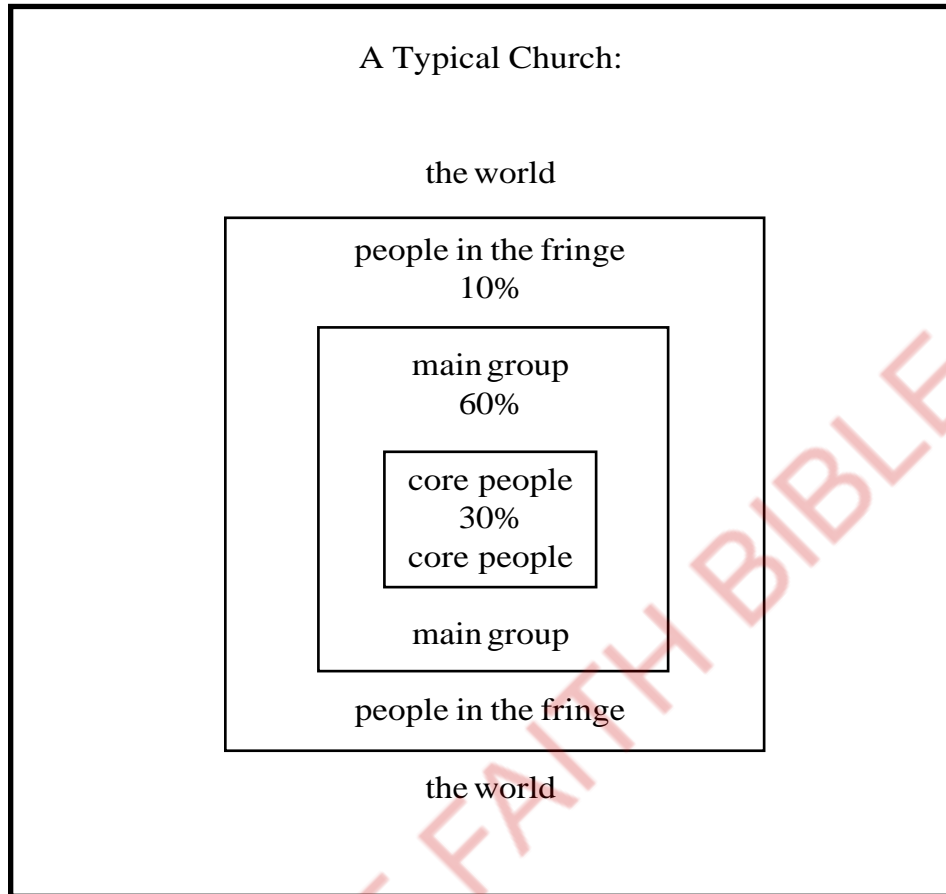 A Typical Church:
the world
people in the fringe
10%
main group
60%
core people
30%
core people
main group
people in the fringe
the world
FAITH BIBLE